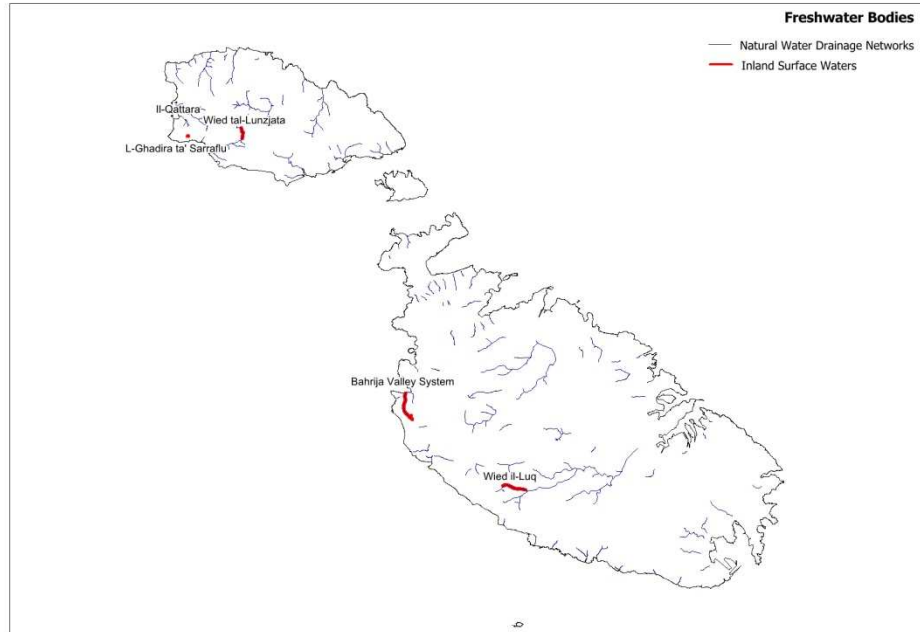 Freshwater Bodies
Natural Water Drainage Networks
Inland Surface Waters
Il-Qattara
Wied tal-Lunzjata
L-Ghadira ta' Sarraflu
Bahrija Valley System
Wied il-Luq